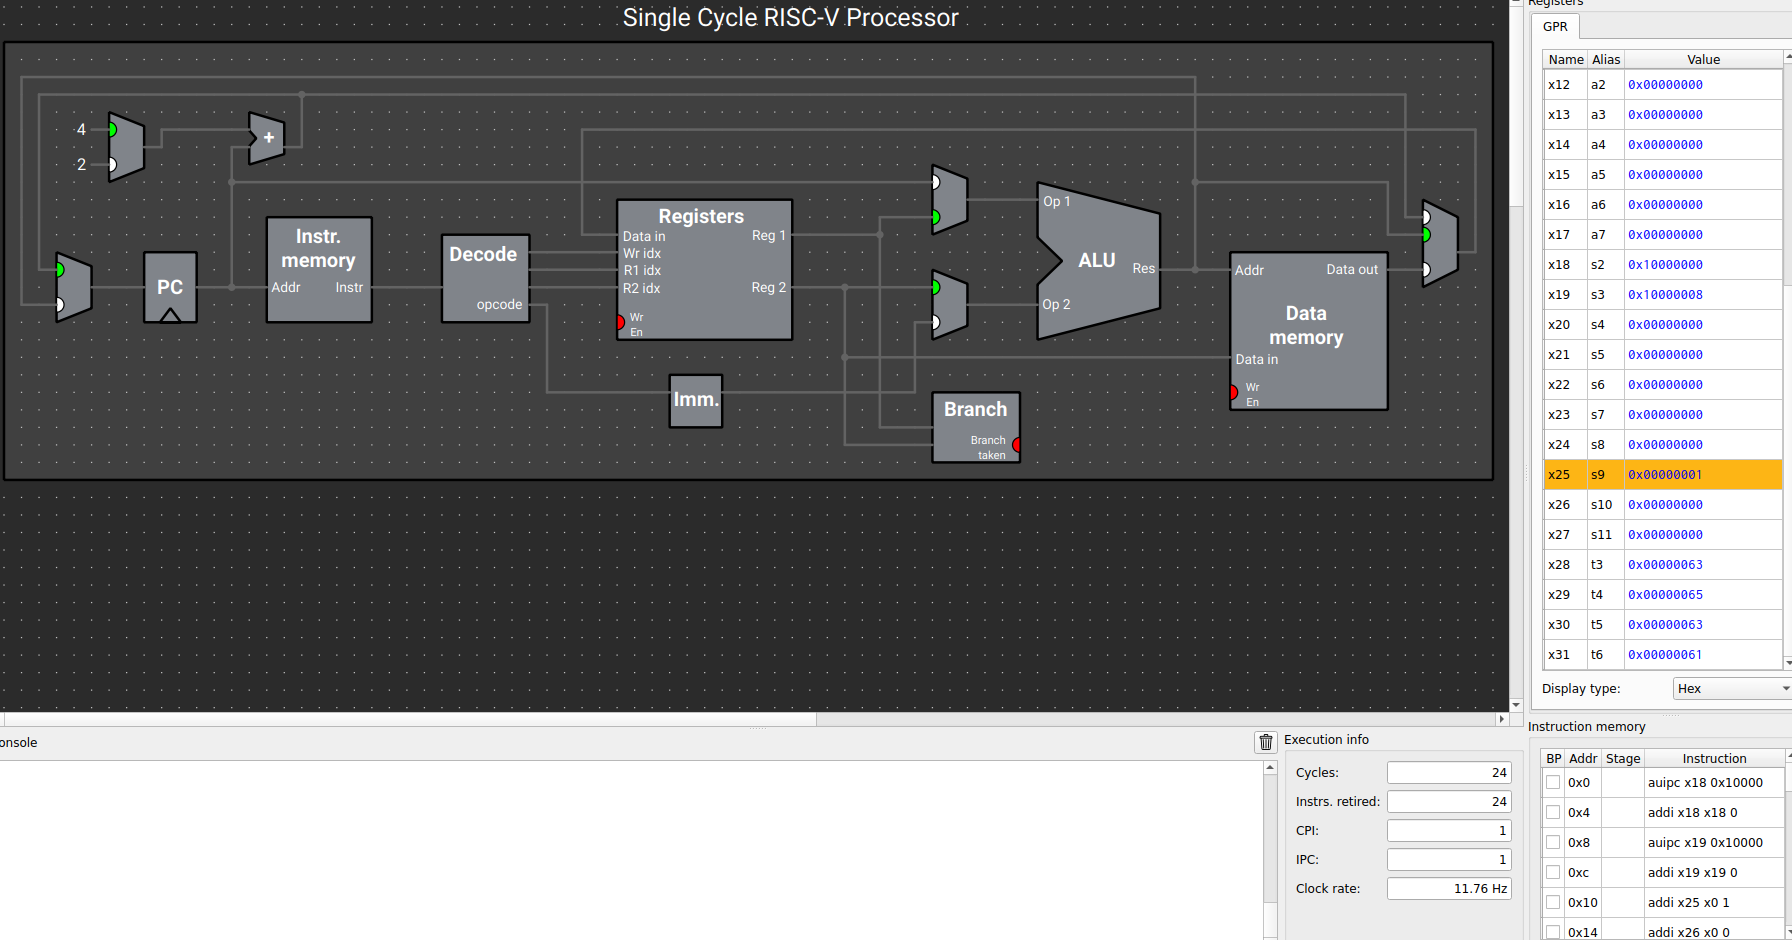 Single Cycle RISC-V Processor
4
2
+
PC
Instr.
memory
Addr Instr
Decode
opcode
Registers
Data in Reg 1
Wr idx
R1 idx
R2 idx Reg 2
Wr
En
Imm.
Op 1
ALU
Res
Op 2
Branch
Branch
taken
Addr Data out
Data
memory
Data in
Wr
En
Registers
GPR
Name Alias Value
x12 a2 0x00000000
x13 a3 0x00000000
x14 a4 0x00000000
x15 a5 0x00000000
x16 a6 0x00000000
x17 a7 0x00000000
x18 s2 0x10000000
x19 s3 0x10000008
x20 s4 0x00000000
x21 s5 0x00000000
x22 s6 0x00000000
x23 s7 0x00000000
x24 s8 0x00000000
x25 s9 0x00000001
x26 s10 0x00000000
x27 s11 0x00000000
x28 t3 0x00000063
x29 t4 0x00000065
x30 t5 0x00000063
x31 t6 0x00000061
Display type: Hex
onsole
Execution info
Cycles: 24
Instrs. retired: 24
CPI: 1
IPC: 1
Clock rate: 11.76 Hz
Instruction memory
BP Addr Stage Instruction
0x0 auipc x18 0x10000
0x4 addi x18 x18 0
0x8 auipc x19 0x10000
0xc addi x19 x19 0
0x10 addi x25 x0 1
0x14 addi x26 x0 0